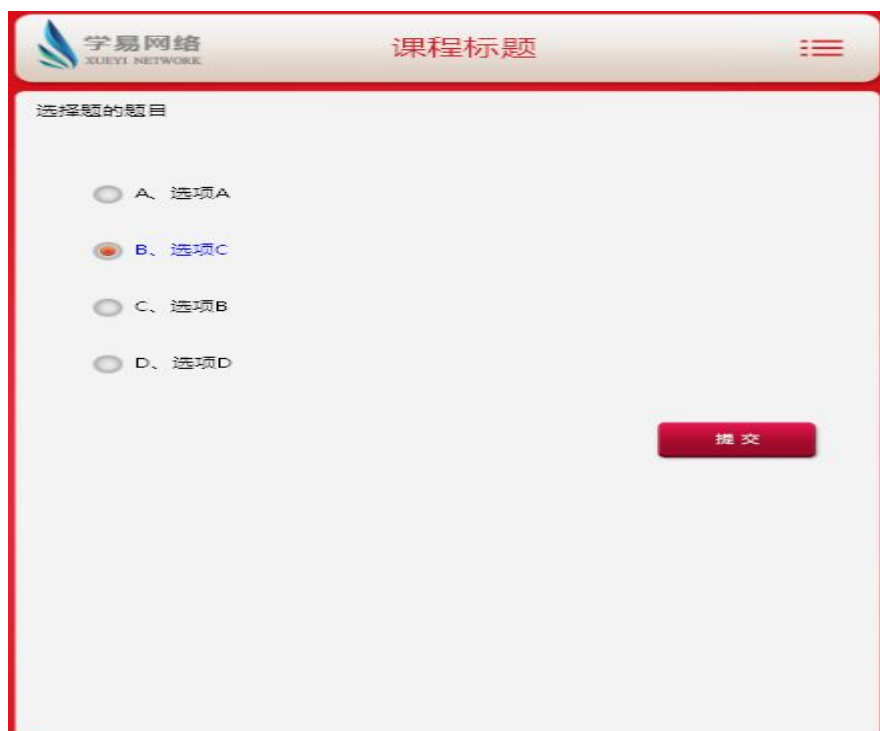 学易网络
XUEYI NETWORK
课程标题
选择题的题目
A、选项A
B、选项C
C、选项B
D、选项D
提 交